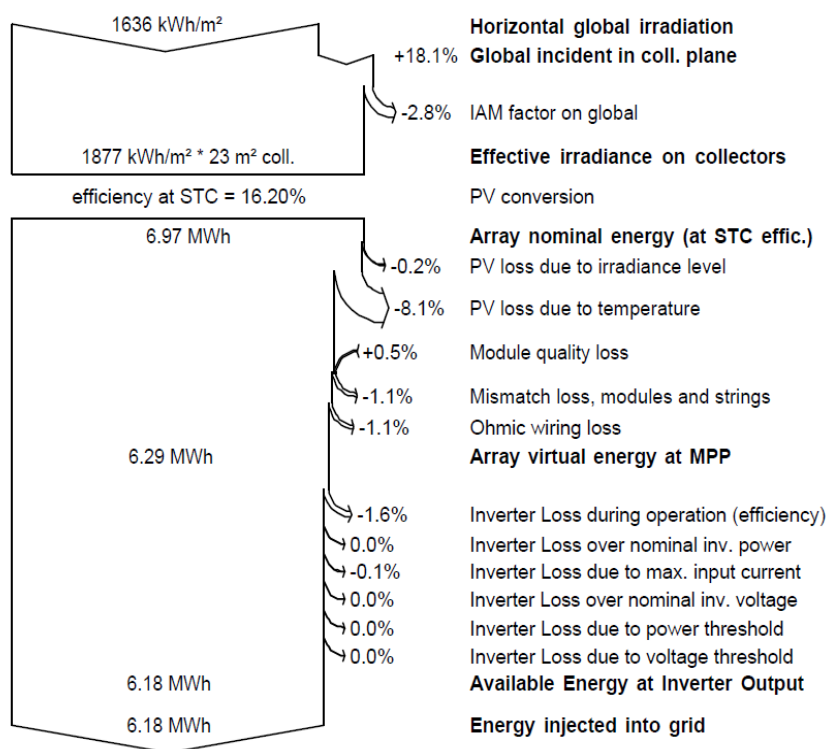 1636 kWh/m² Horizontal global irradiation
+18.1% Global incident in coll. plane
-2.8% IAM factor on global
1877 kWh/m² * 23 m² coll. Effective irradiance on collectors
efficiency at STC = 16.20% PV conversion
6.97 MWh Array nominal energy (at STC effic.)
-0.2% PV loss due to irradiance level
-8.1% PV loss due to temperature
+0.5% Module quality loss
-1.1% Mismatch loss, modules and strings
-1.1% Ohmic wiring loss
6.29 MWh Array virtual energy at MPP
-1.6% Inverter Loss during operation (efficiency)
0.0% Inverter Loss over nominal inv. power
-0.1% Inverter Loss due to max. input current
0.0% Inverter Loss over nominal inv. voltage
0.0% Inverter Loss due to power threshold
0.0% Inverter Loss due to voltage threshold
6.18 MWh Available Energy at Inverter Output
6.18 MWh Energy injected into grid